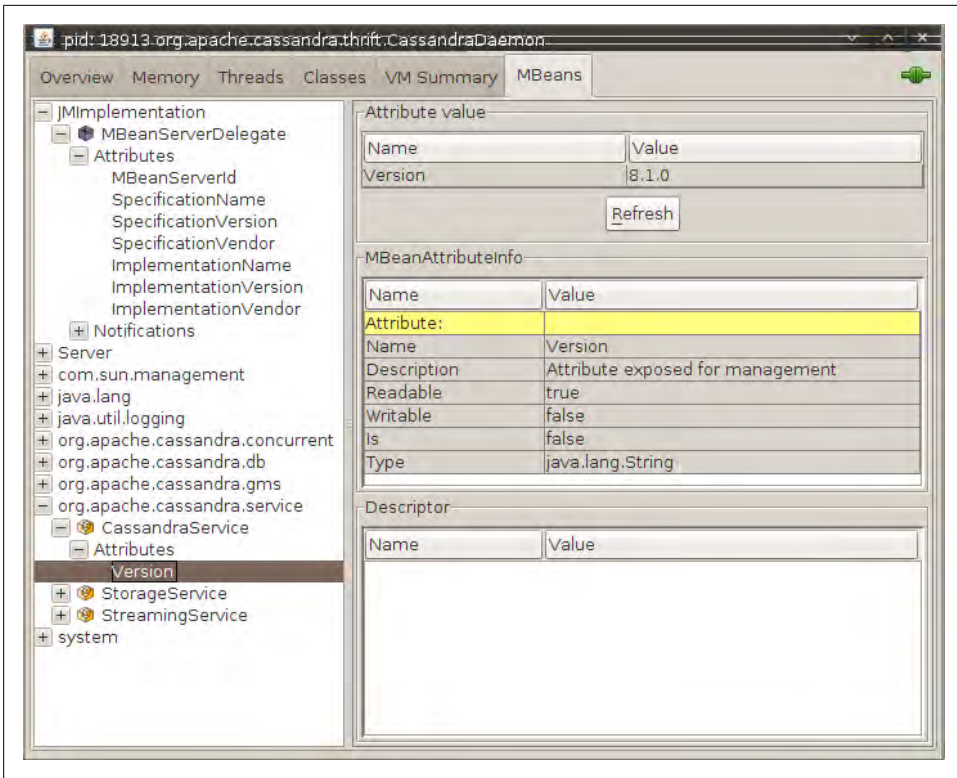 pid: 18913 org.apache.cassandra.thrift.CassandraDaemon
Overview Memory Threads Classes VM Summary MBeans
JMImplementation
MBeanServerDelegate
Attributes
MBeanServerId
SpecificationName
SpecificationVersion
SpecificationVendor
ImplementationName
ImplementationVersion
ImplementationVendor
Notifications
Server
com.sun.management
java.lang
java.util.logging
org.apache.cassandra.concurrent
org.apache.cassandra.db
org.apache.cassandra.gms
org.apache.cassandra.service
CassandraService
Attributes
Version
StorageService
StreamingService
system
Attribute value
Name Value
Version 8.1.0
Refresh
MBeanAttributeInfo
Name Value
Attribute:
Name Version
Description Attribute exposed for management
Readable true
Writable false
Is false
Type java.lang.String
Descriptor
Name Value